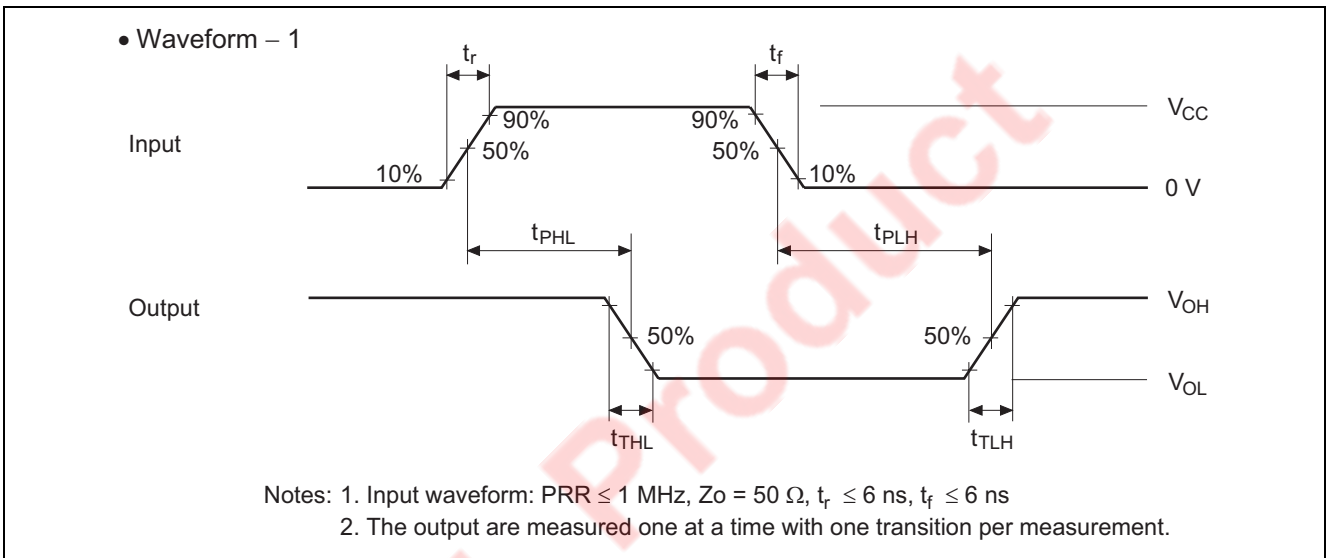 • Waveform – 1
tr
tf
Input
90%
90%
VCC
50%
50%
10%
10%
0 V
tPHL
tPLH
Output
VOH
50%
50%
VOL
tTHL
tTLH
Notes: 1. Input waveform: PRR ≤ 1 MHz, Zo = 50 Ω, tr ≤ 6 ns, tf ≤ 6 ns
2. The output are measured one at a time with one transition per measurement.
Product